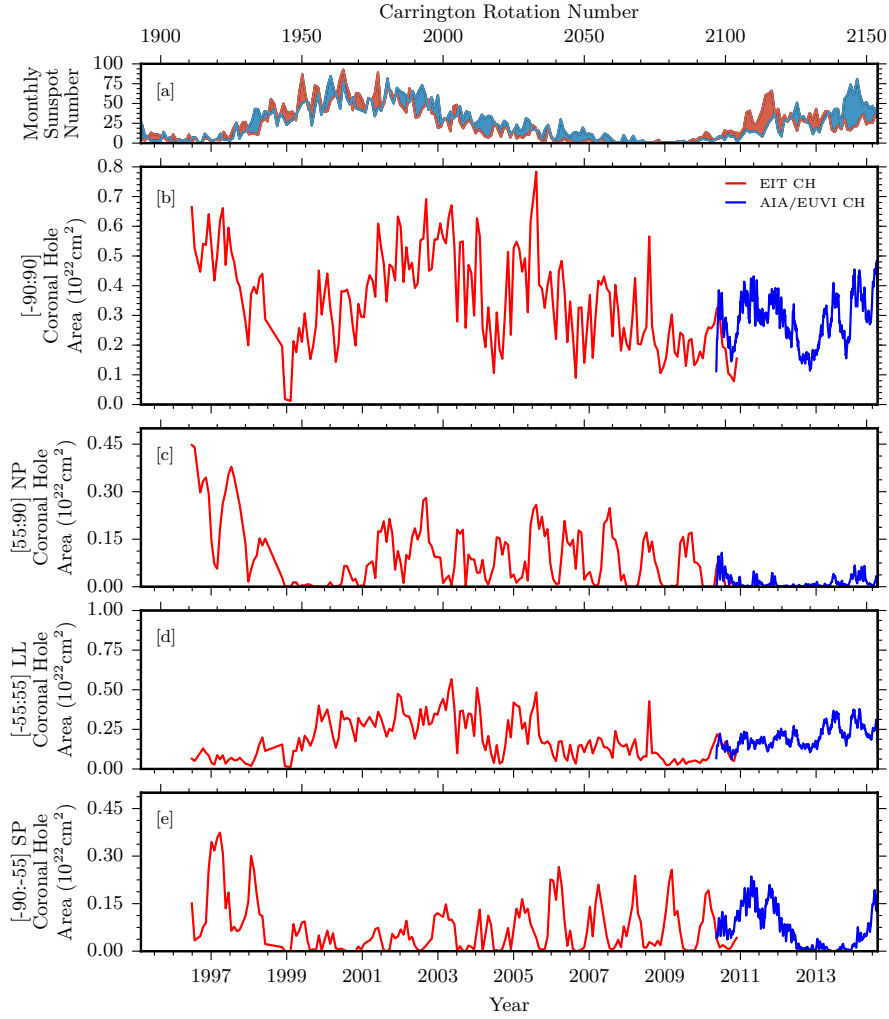 Carrington Rotation Number
1900 1950 2000 2050 2100 2150
Monthly
Sunspot
Number
100
75
50
25
0
[a]
[-90:90]
Coronal Hole
Area (10²²cm²)
0.8
0.7
0.6
0.5
0.4
0.3
0.2
0.1
0.0
[b]
EIT CH
AIA/EUVI CH
[55:90] NP
Coronal Hole
Area (10²²cm²)
0.45
0.30
0.15
0.00
[c]
[-55:55] LL
Coronal Hole
Area (10²²cm²)
1.00
0.75
0.50
0.25
0.00
[d]
[-90:-55] SP
Coronal Hole
Area (10²²cm²)
0.45
0.30
0.15
0.00
[e]
1997 1999 2001 2003 2005 2007 2009 2011 2013
Year